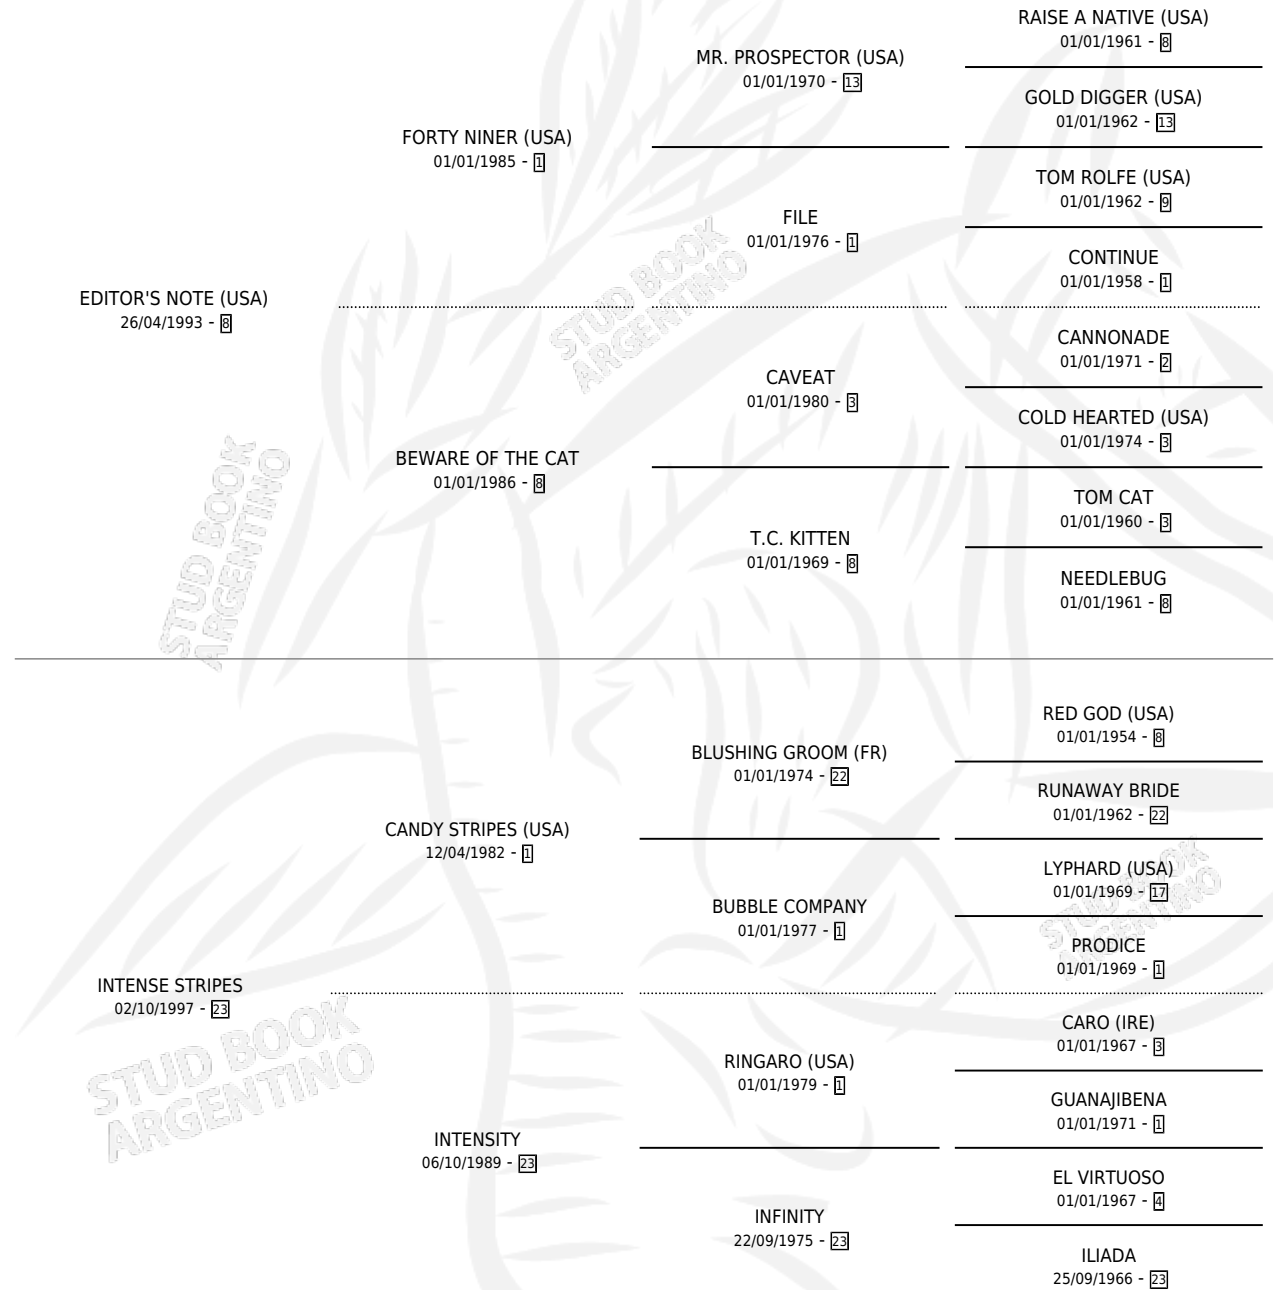 RAISE A NATIVE (USA)
01/01/1961 - 8
MR. PROSPECTOR (USA)
01/01/1970 - 13
GOLD DIGGER (USA)
01/01/1962 - 13
FORTY NINER (USA)
01/01/1985 - 1
TOM ROLFE (USA)
01/01/1962 - 9
FILE
01/01/1976 - 1
CONTINUE
01/01/1958 - 1
EDITOR'S NOTE (USA)
26/04/1993 - 8
STUD BOOK
ARGENTINO
CANNONADE
01/01/1971 - 2
CAVEAT
01/01/1980 - 3
COLD HEARTED (USA)
01/01/1974 - 3
BEWARE OF THE CAT
01/01/1986 - 8
TOM CAT
01/01/1960 - 3
T.C. KITTEN
01/01/1969 - 8
NEEDLEBUG
01/01/1961 - 8
STUD BOOK
ARGENTINO
RED GOD (USA)
01/01/1954 - 8
BLUSHING GROOM (FR)
01/01/1974 - 22
RUNAWAY BRIDE
01/01/1962 - 22
CANDY STRIPES (USA)
12/04/1982 - 1
LYPHARD (USA)
01/01/1969 - 17
STUD BOOK
ARGENTINO
BUBBLE COMPANY
01/01/1977 - 1
PRODICE
01/01/1969 - 1
INTENSE STRIPES
02/10/1997 - 23
STUD BOOK
ARGENTINO
CARO (IRE)
01/01/1967 - 3
RINGARO (USA)
01/01/1979 - 1
GUANAJIBENA
01/01/1971 - 1
INTENSITY
06/10/1989 - 23
EL VIRTUOSO
01/01/1967 - 4
INFINITY
22/09/1975 - 23
ILIADA
25/09/1966 - 23